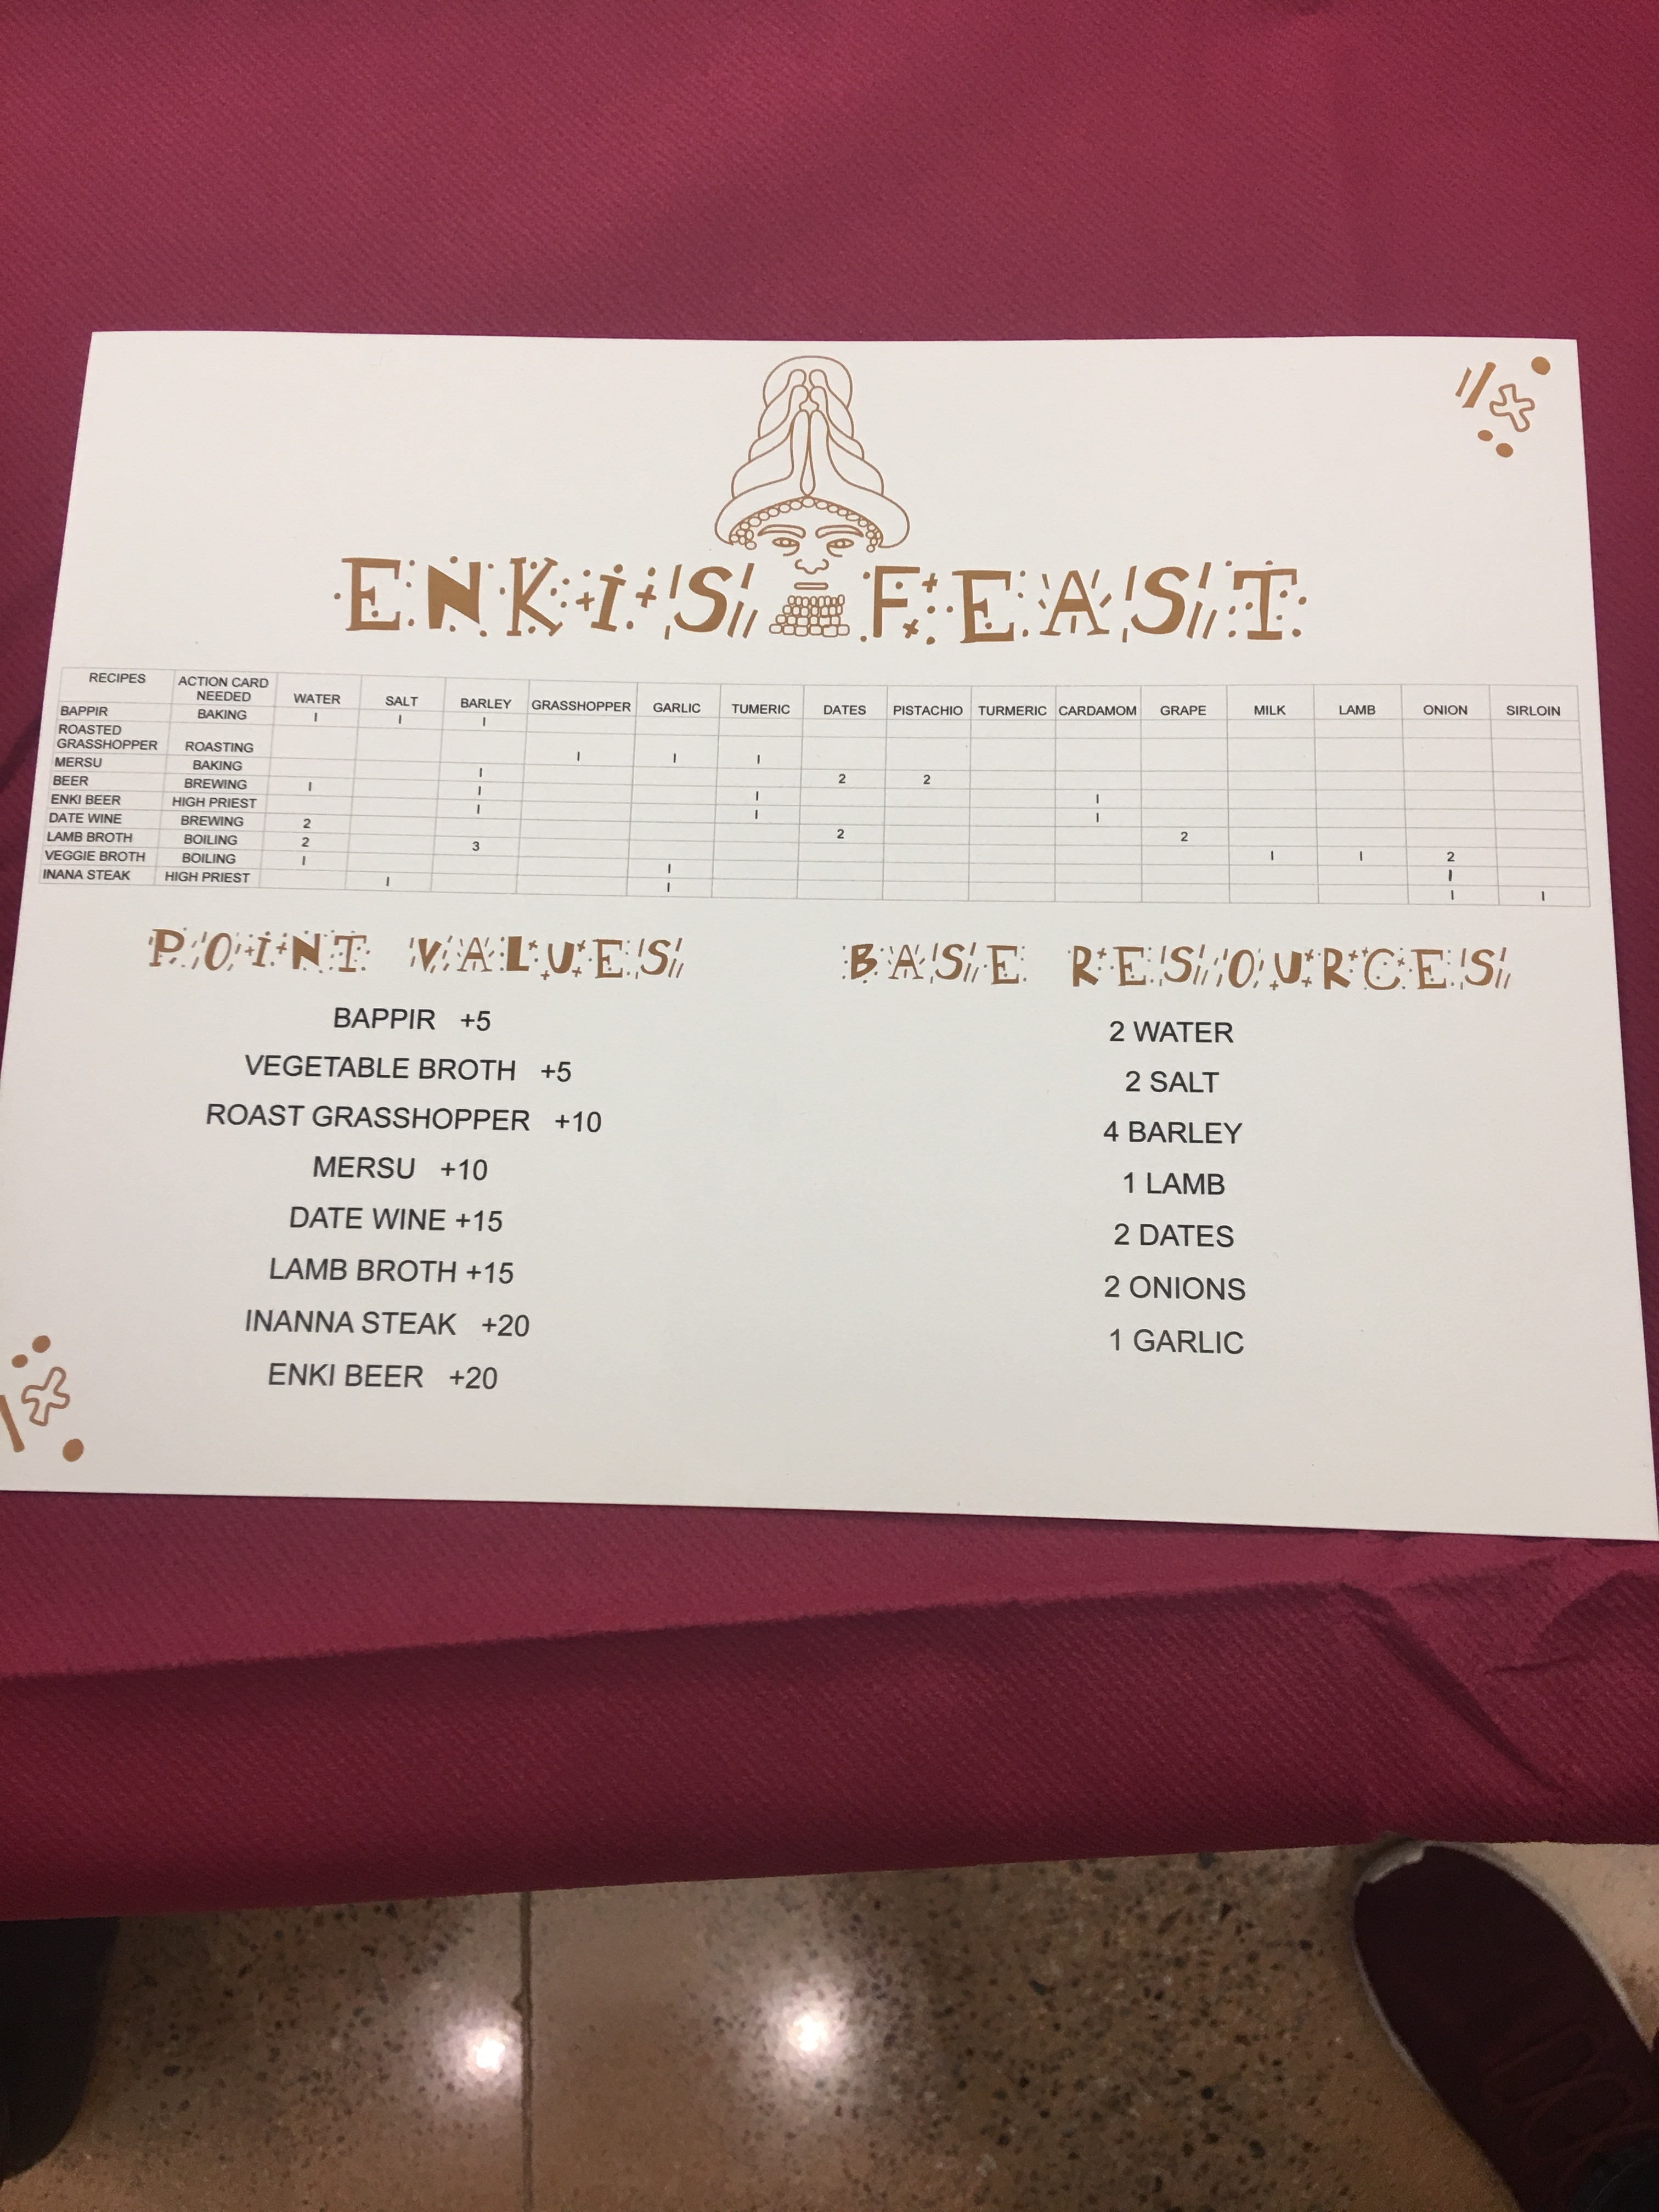 ENKI'S FEAST
RECIPES ACTION CARD NEEDED WATER SALT BARLEY GRASSHOPPER GARLIC TUMERIC DATES PISTACHIO TURMERIC CARDAMOM GRAPE MILK LAMB ONION SIRLOIN
BAPPIR BAKING 1 1 1
ROASTED GRASSHOPPER ROASTING 1 1 1
MERSU BAKING 1 2 2
BEER BREWING 1 1 1 1
ENKI BEER HIGH PRIEST 1 1 1
DATE WINE BREWING 2 2 2
LAMB BROTH BOILING 2 3 1 1 2
VEGGIE BROTH BOILING 1 1 1
INANA STEAK HIGH PRIEST 1 1 1 1
POINT VALUES
BAPPIR +5
VEGETABLE BROTH +5
ROAST GRASSHOPPER +10
MERSU +10
DATE WINE +15
LAMB BROTH +15
INANNA STEAK +20
ENKI BEER +20
BASE RESOURCES
2 WATER
2 SALT
4 BARLEY
1 LAMB
2 DATES
2 ONIONS
1 GARLIC